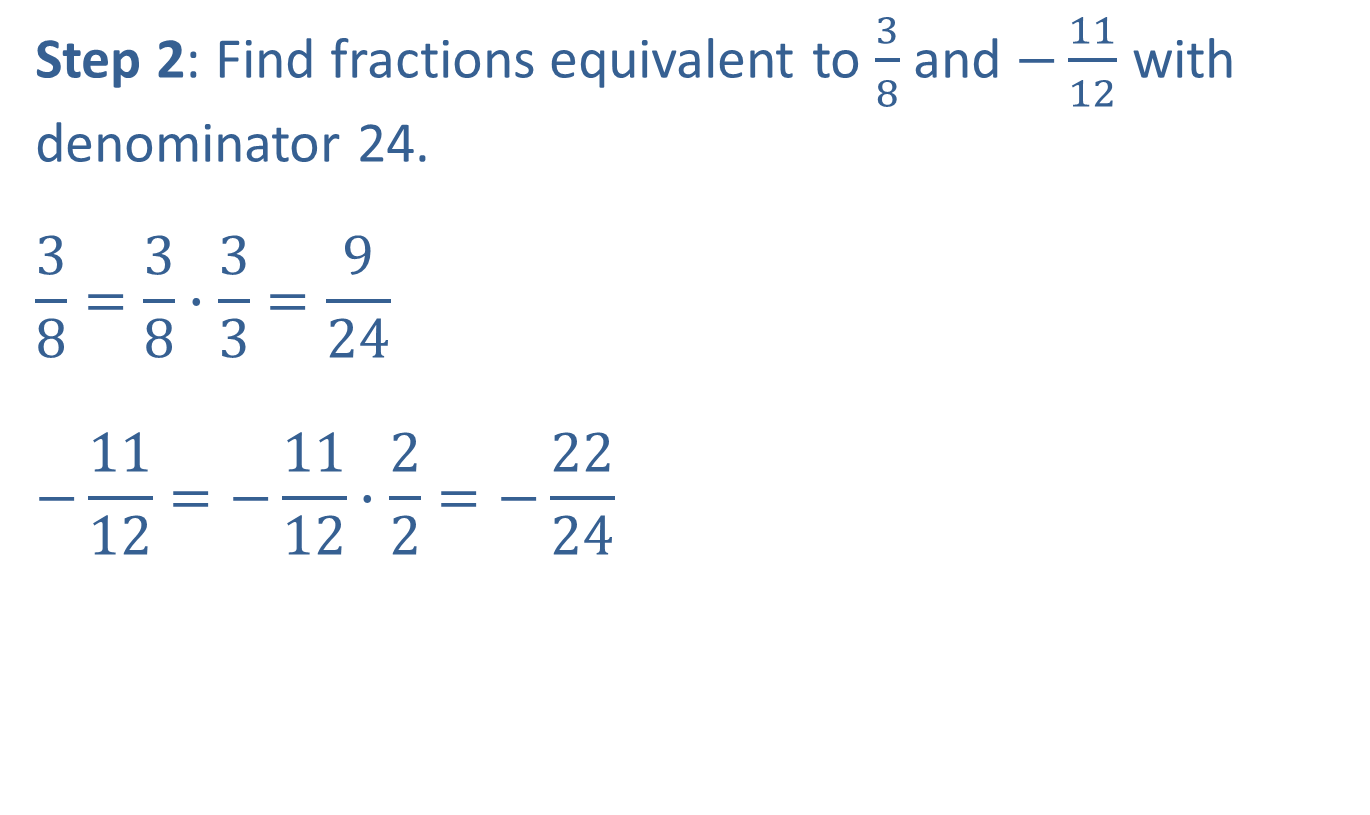 Step 2: Find fractions equivalent to 3/8 and − 11/12 with
denominator 24.
3/8 = 3/8 · 3/3 = 9/24
− 11/12 = − 11/12 · 2/2 = − 22/24